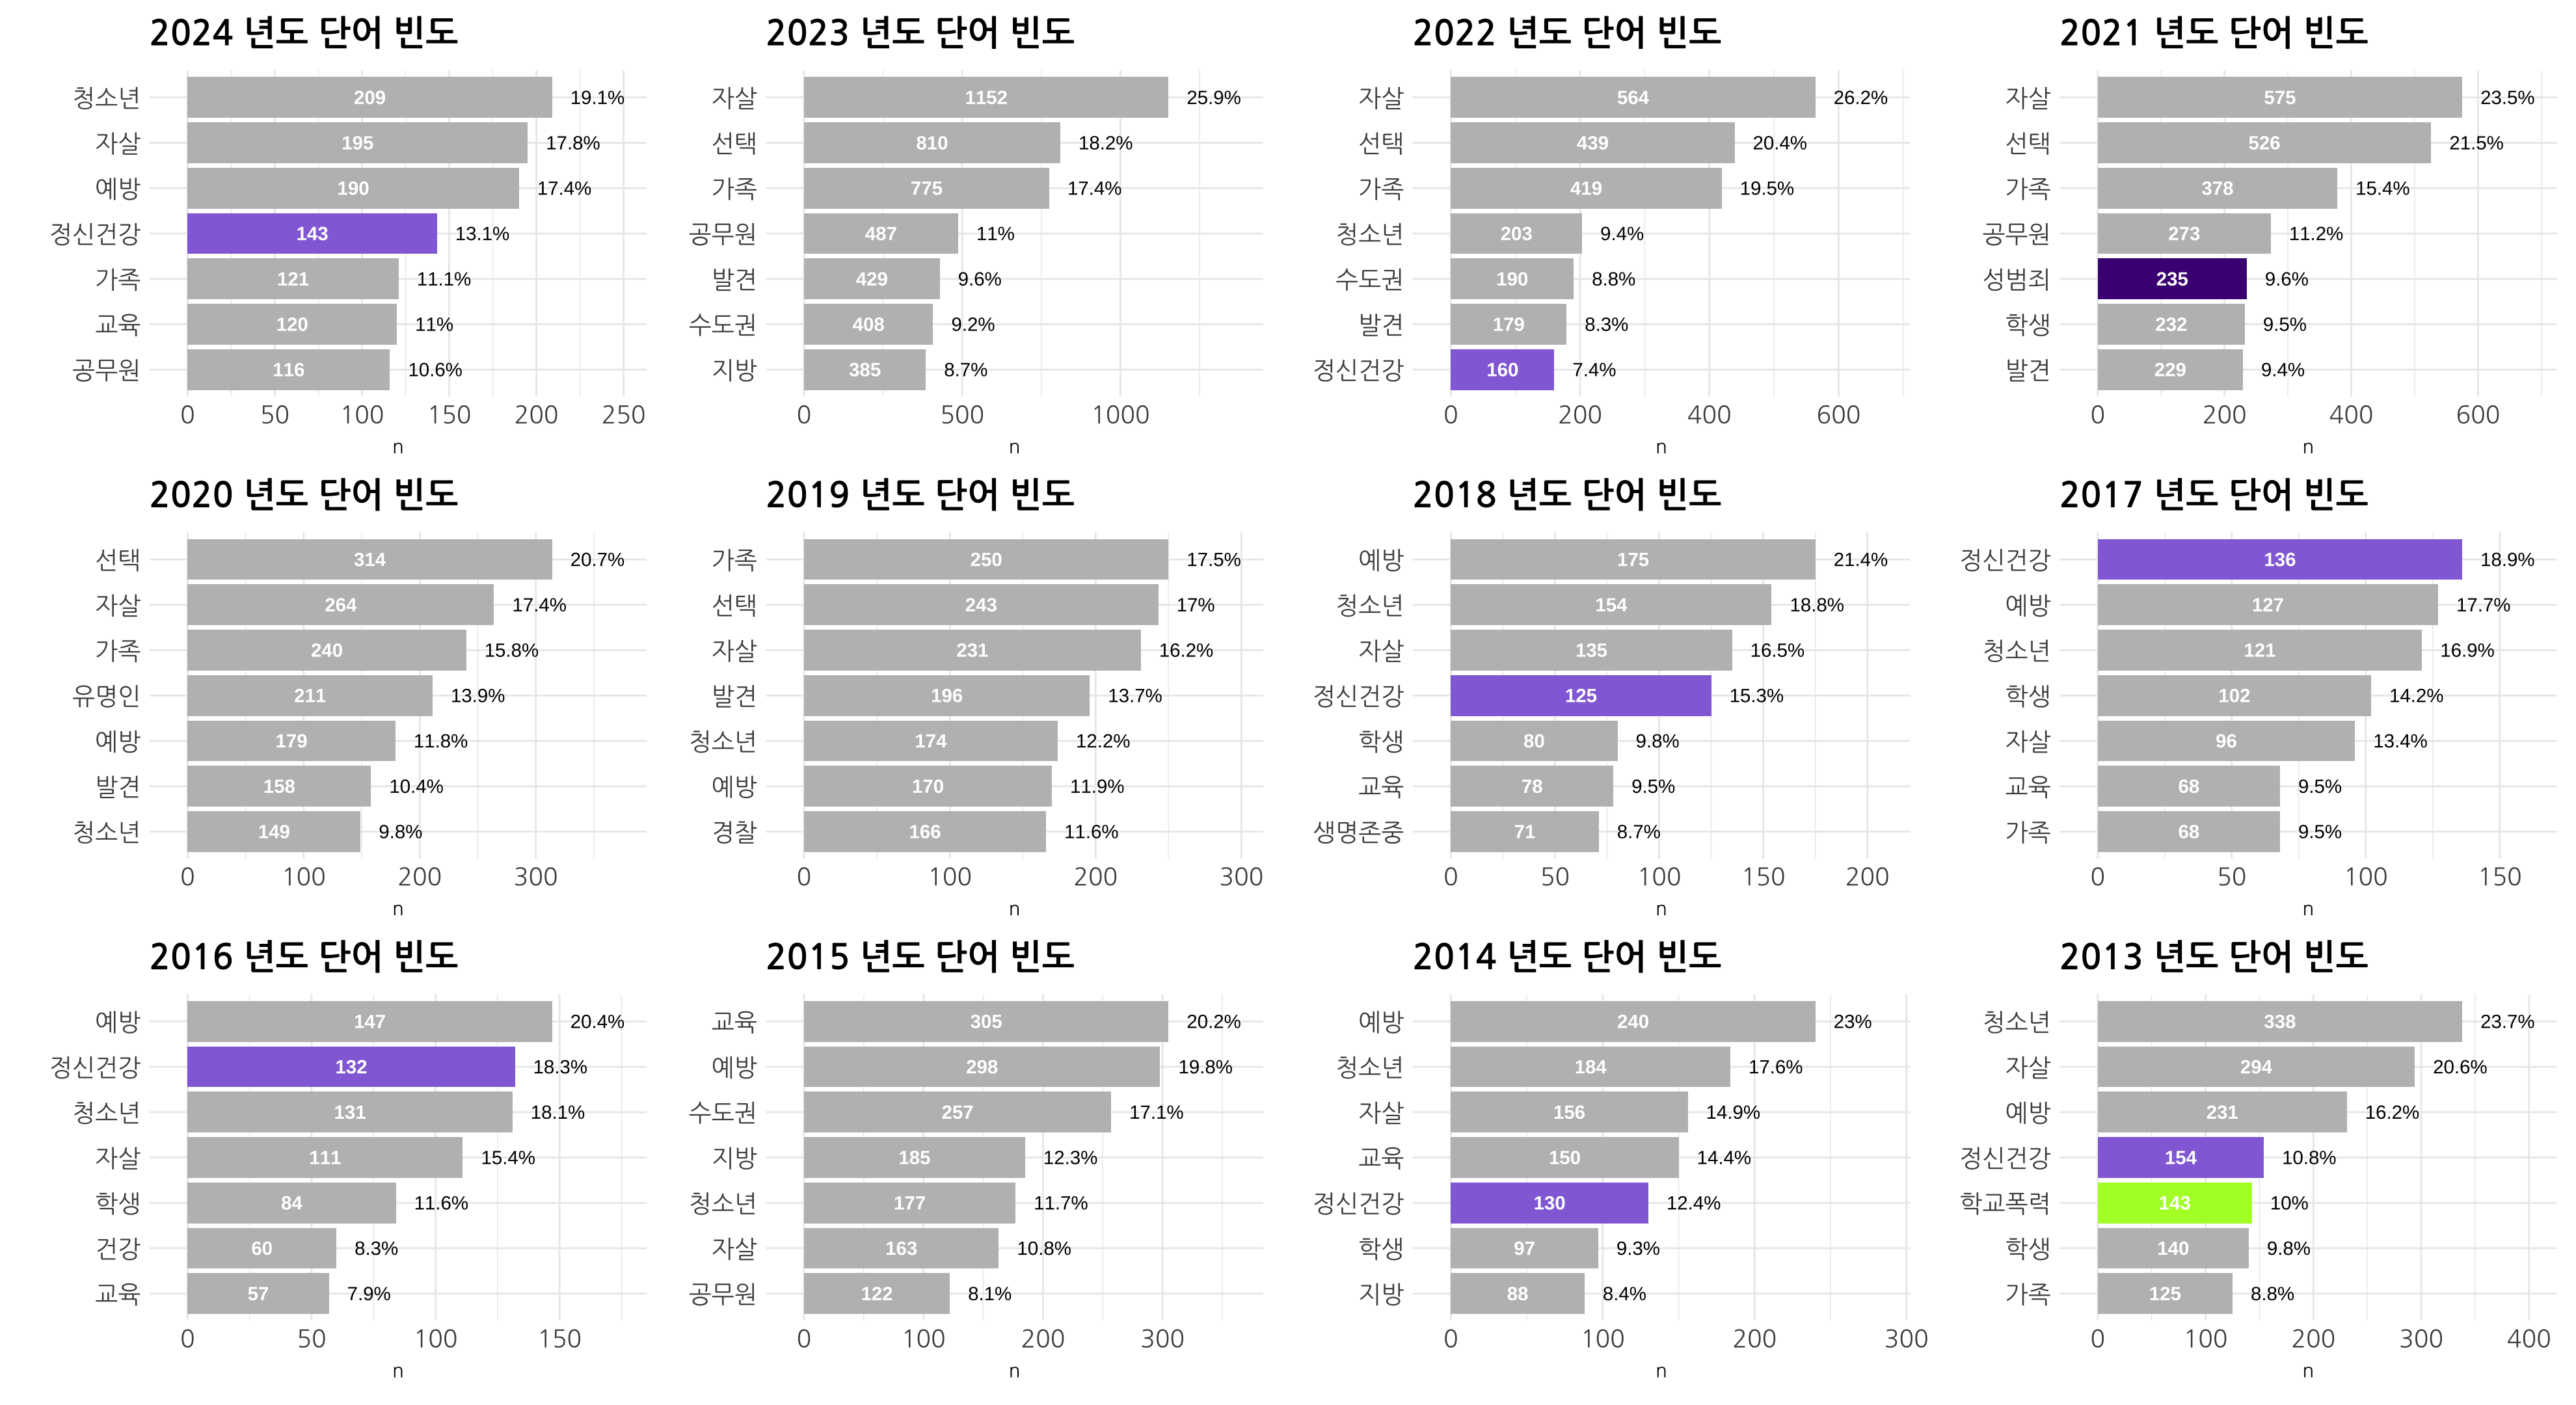 2024 년도 단어 빈도
청소년 209 19.1%
자살 195 17.8%
예방 190 17.4%
정신건강 143 13.1%
가족 121 11.1%
교육 120 11%
공무원 116 10.6%
0 50 100 150 200 250
n
2023 년도 단어 빈도
자살 1152 25.9%
선택 810 18.2%
가족 775 17.4%
공무원 487 11%
발견 429 9.6%
수도권 408 9.2%
지방 385 8.7%
0 500 1000
n
2022 년도 단어 빈도
자살 564 26.2%
선택 439 20.4%
가족 419 19.5%
청소년 203 9.4%
수도권 190 8.8%
발견 179 8.3%
정신건강 160 7.4%
0 200 400 600
n
2021 년도 단어 빈도
자살 575 23.5%
선택 526 21.5%
가족 378 15.4%
공무원 273 11.2%
성범죄 235 9.6%
학생 232 9.5%
발견 229 9.4%
0 200 400 600
n
2020 년도 단어 빈도
선택 314 20.7%
자살 264 17.4%
가족 240 15.8%
유명인 211 13.9%
예방 179 11.8%
발견 158 10.4%
청소년 149 9.8%
0 100 200 300
n
2019 년도 단어 빈도
가족 250 17.5%
선택 243 17%
자살 231 16.2%
발견 196 13.7%
청소년 174 12.2%
예방 170 11.9%
경찰 166 11.6%
0 100 200 300
n
2018 년도 단어 빈도
예방 175 21.4%
청소년 154 18.8%
자살 135 16.5%
정신건강 125 15.3%
학생 80 9.8%
교육 78 9.5%
생명존중 71 8.7%
0 50 100 150 200
n
2017 년도 단어 빈도
정신건강 136 18.9%
예방 127 17.7%
청소년 121 16.9%
학생 102 14.2%
자살 96 13.4%
교육 68 9.5%
가족 68 9.5%
0 50 100 150
n
2016 년도 단어 빈도
예방 147 20.4%
정신건강 132 18.3%
청소년 131 18.1%
자살 111 15.4%
학생 84 11.6%
건강 60 8.3%
교육 57 7.9%
0 50 100 150
n
2015 년도 단어 빈도
교육 305 20.2%
예방 298 19.8%
수도권 257 17.1%
지방 185 12.3%
청소년 177 11.7%
자살 163 10.8%
공무원 122 8.1%
0 100 200 300
n
2014 년도 단어 빈도
예방 240 23%
청소년 184 17.6%
자살 156 14.9%
교육 150 14.4%
정신건강 130 12.4%
학생 97 9.3%
지방 88 8.4%
0 100 200 300
n
2013 년도 단어 빈도
청소년 338 23.7%
자살 294 20.6%
예방 231 16.2%
정신건강 154 10.8%
학교폭력 143 10%
학생 140 9.8%
가족 125 8.8%
0 100 200 300 400
n